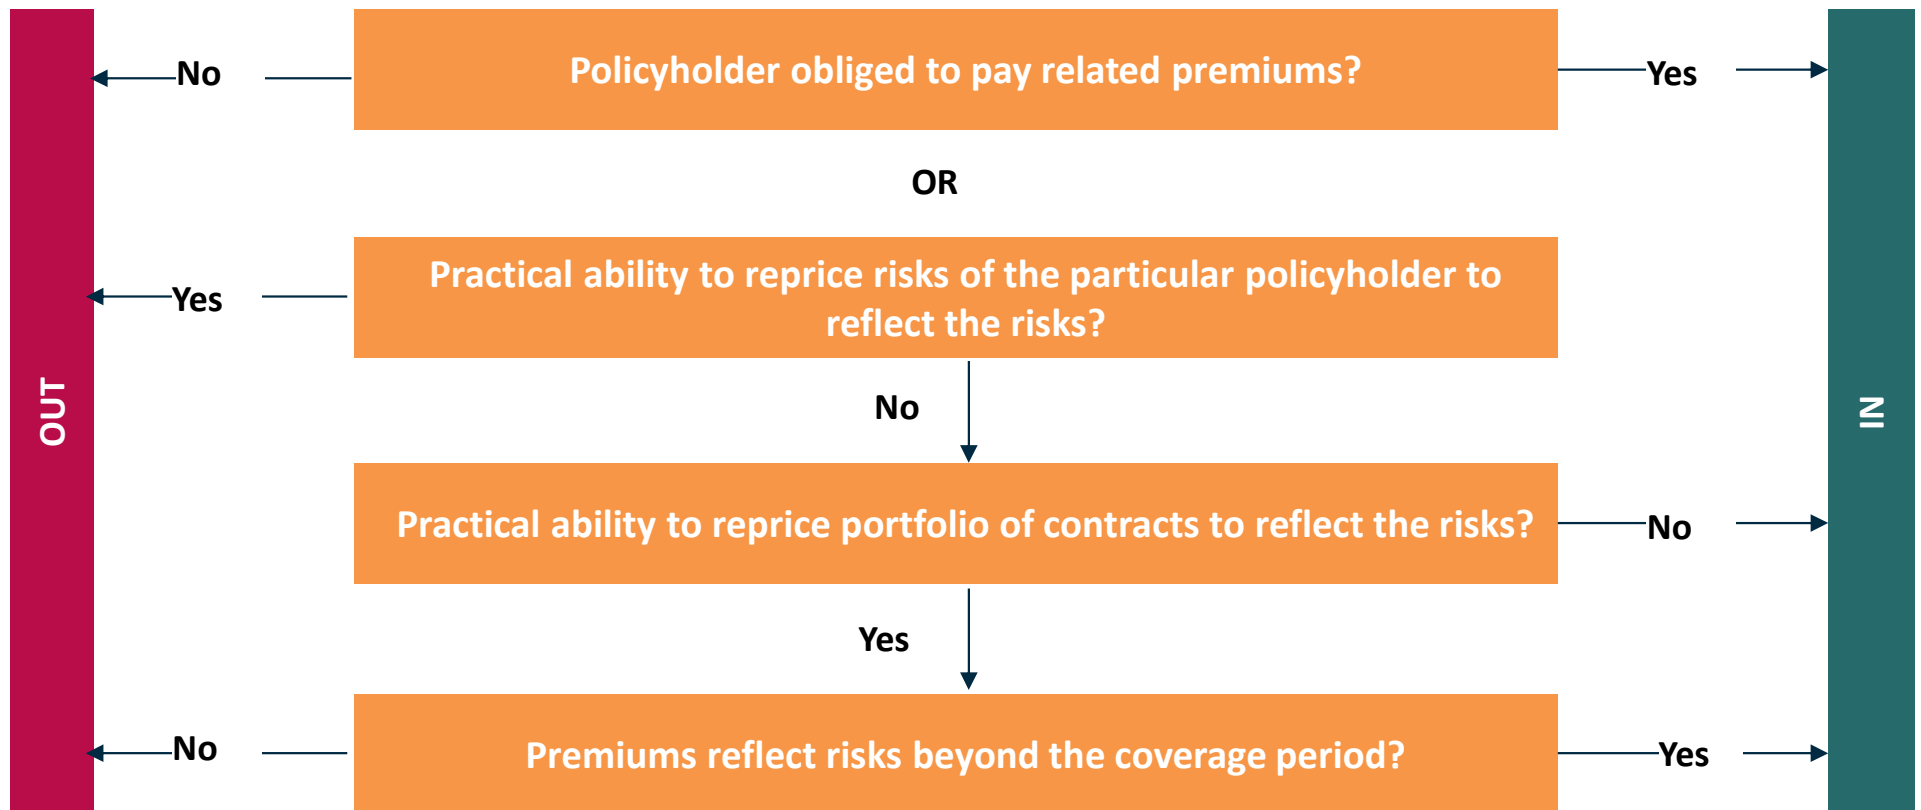 No
Policyholder obliged to pay related premiums?
Yes
OR
Yes
Practical ability to reprice risks of the particular policyholder to
reflect the risks?
No
OUT
IN
Practical ability to reprice portfolio of contracts to reflect the risks?
No
Yes
No
Premiums reflect risks beyond the coverage period?
Yes